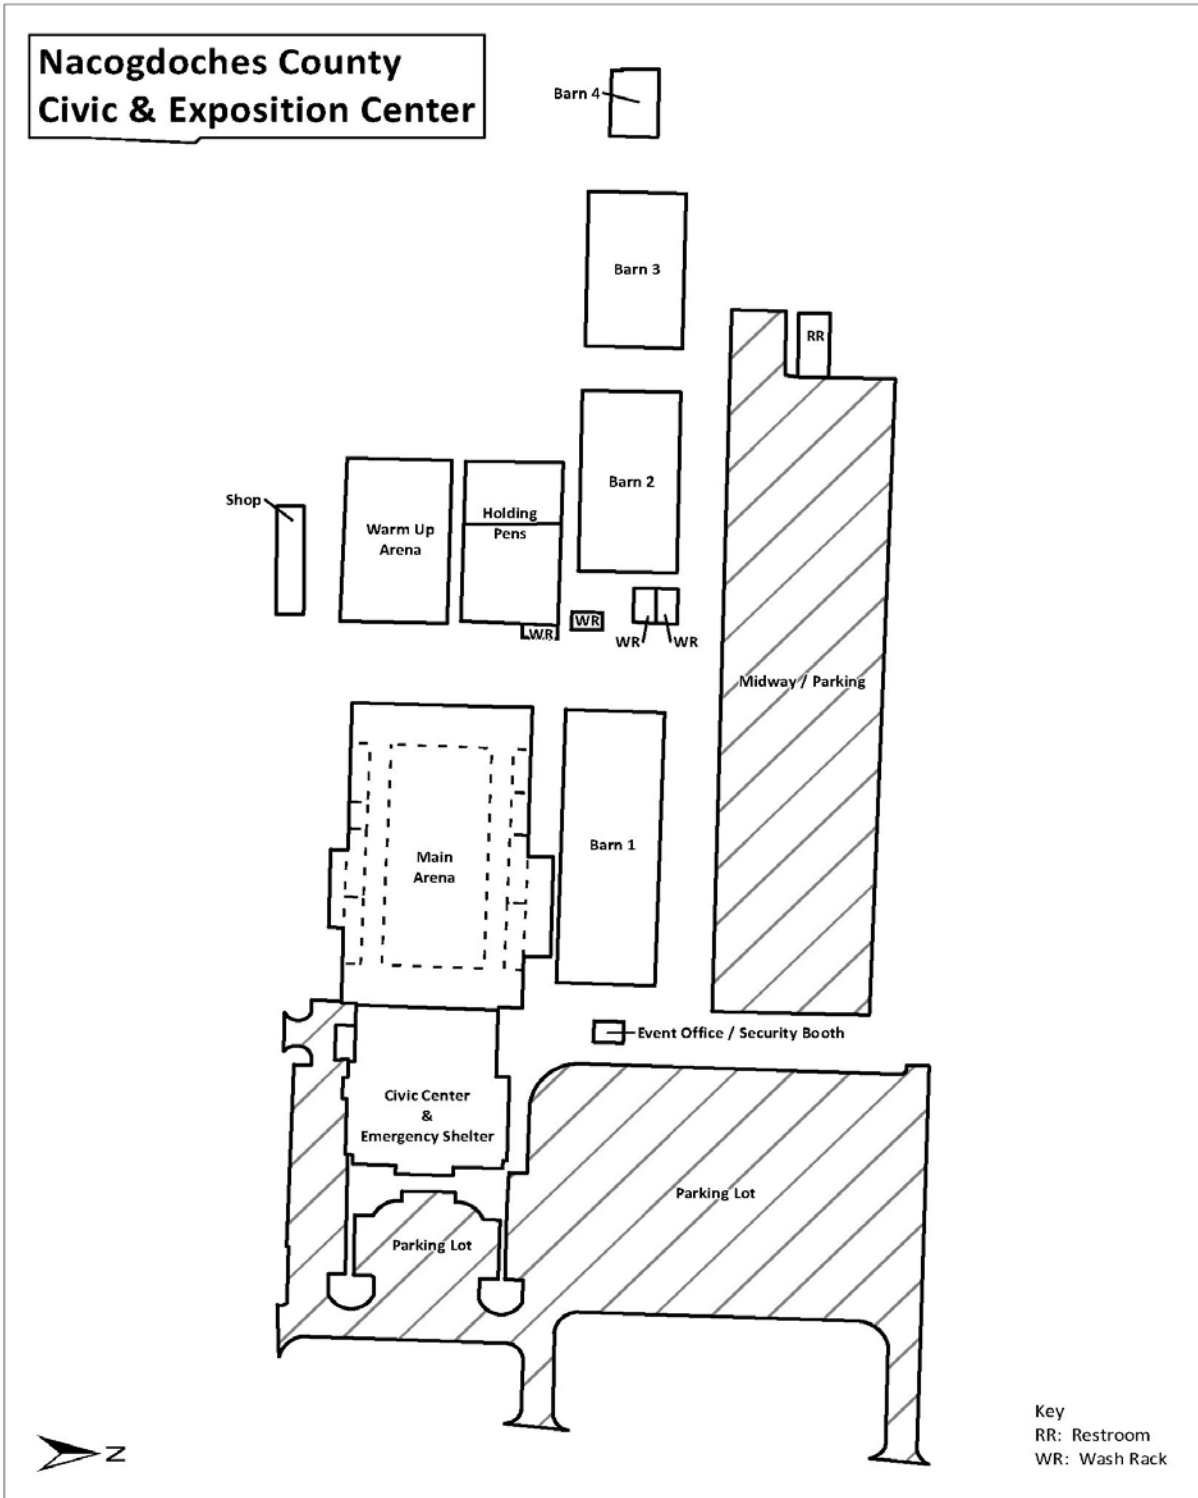 Nacogdoches County
Civic & Exposition Center
Barn 4
Barn 3
RR
Barn 2
Shop
Holding
Pens
Warm Up
Arena
WR
WR
WR
WR
Midway / Parking
Barn 1
Main
Arena
Event Office / Security Booth
Civic Center
&
Emergency Shelter
Parking Lot
Parking Lot
Key
RR: Restroom
WR: Wash Rack
N